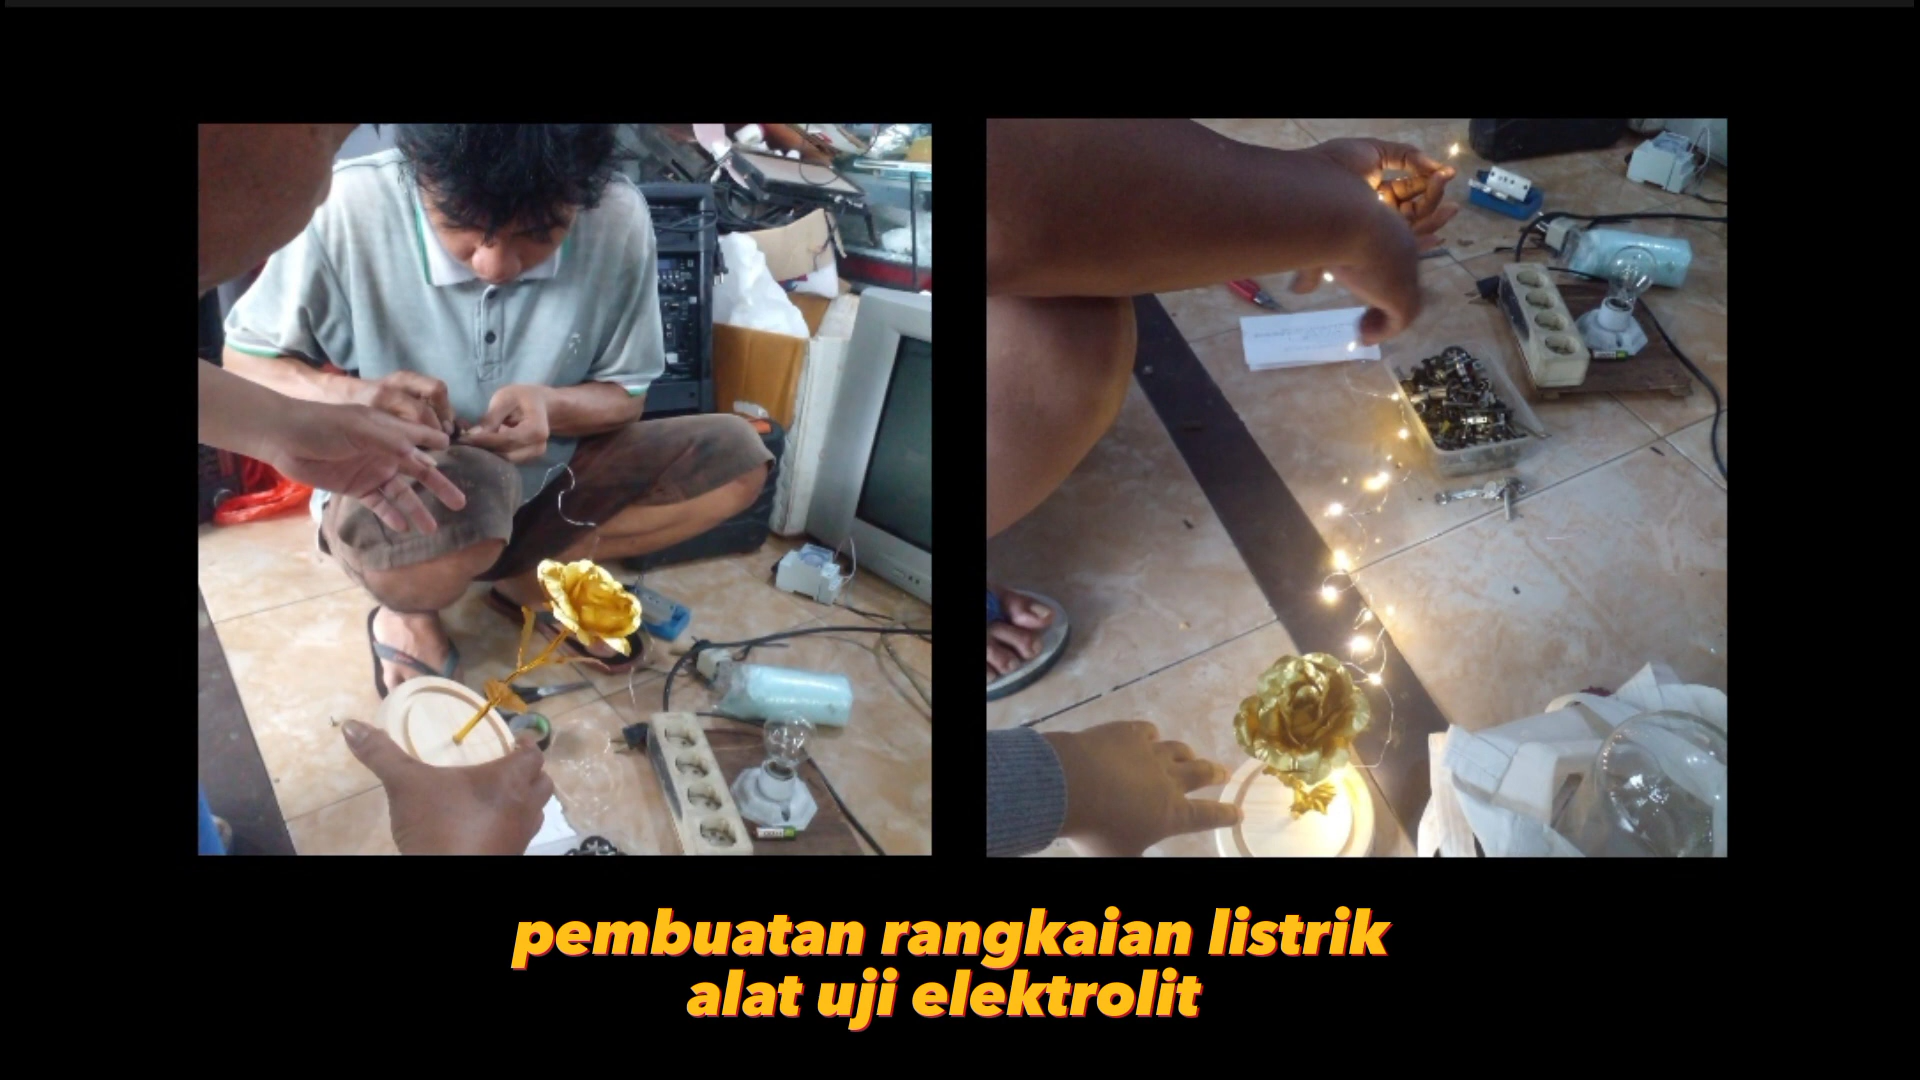 pembuatan rangkaian listrik
alat uji elektrolit